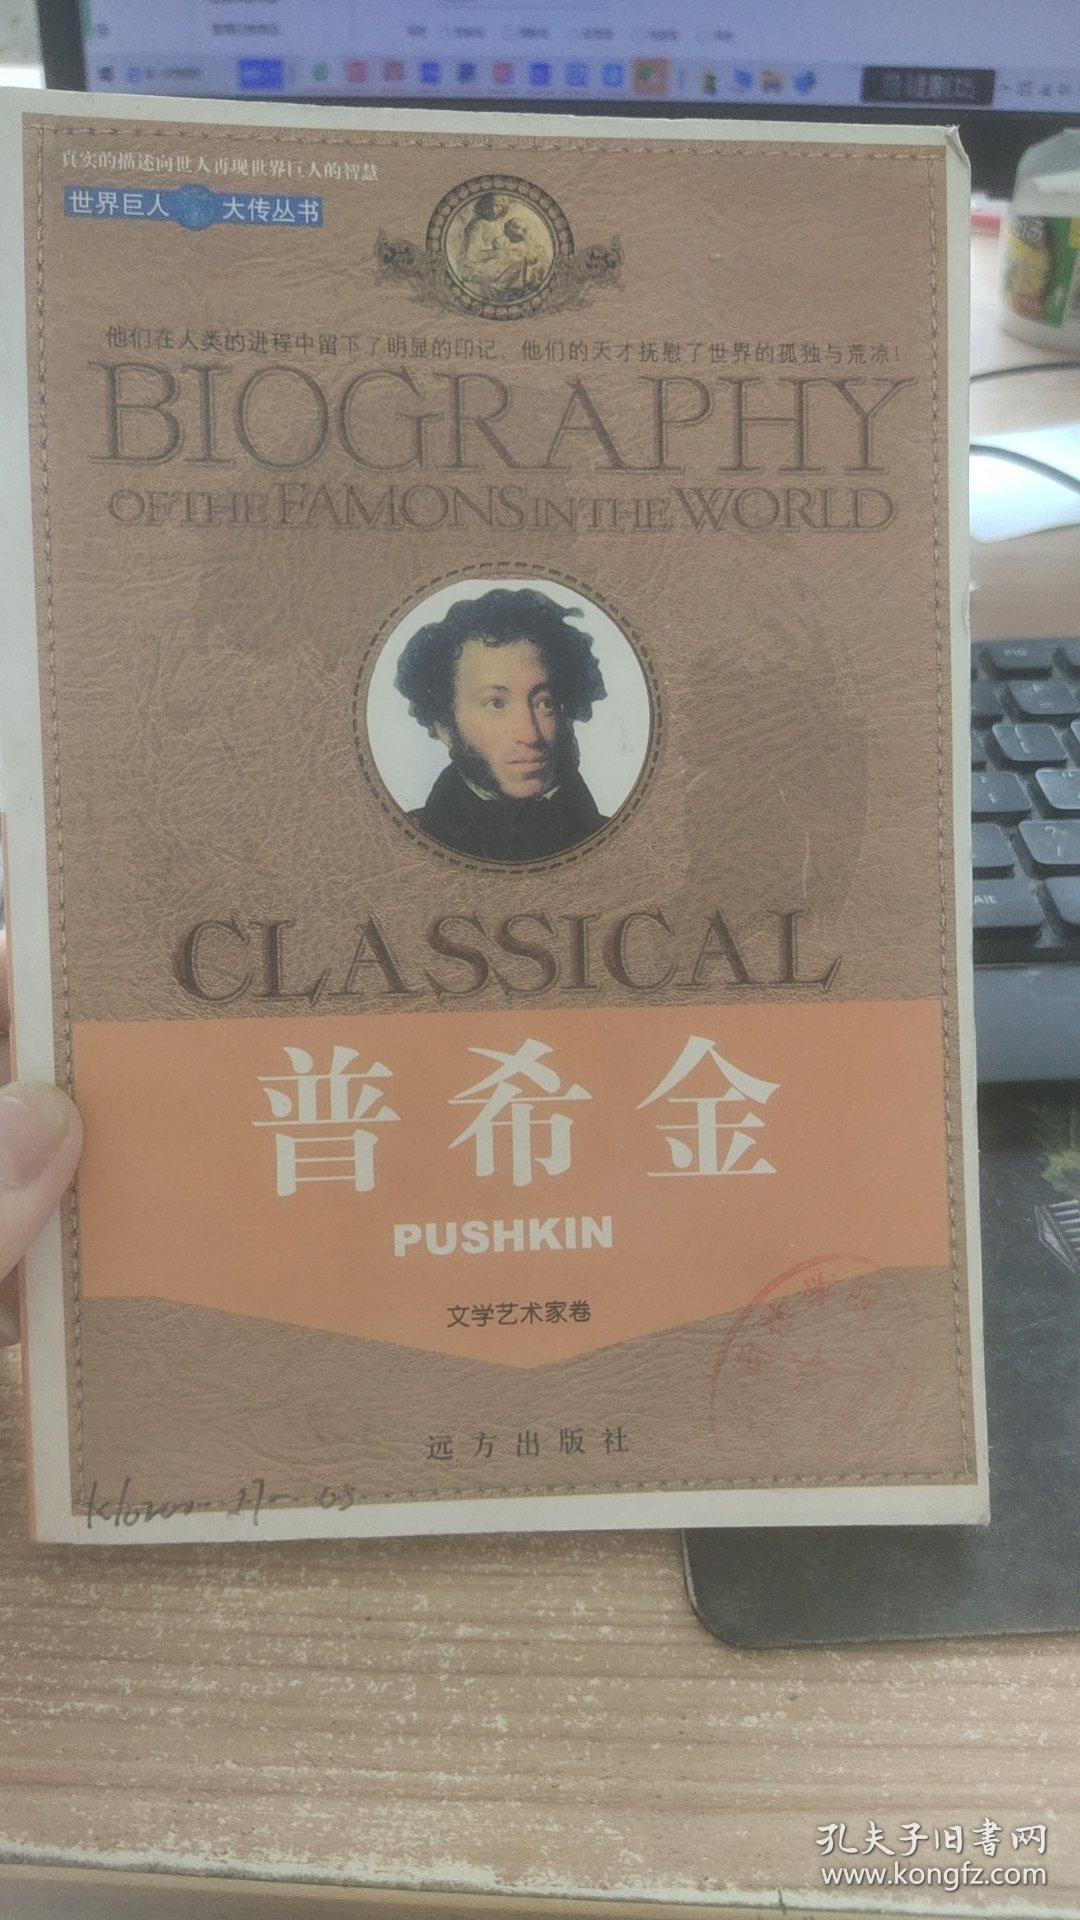 真实的描述向世人再现世界巨人的智慧
世界巨人 大传丛书
他们在人类的进程中留下了明显的印记，他们的天才抚慰了世界的孤独与荒凉！
BIOGRAPHY
OF THE FAMONS IN THE WORLD
CLASSICAL
普希金
PUSHKIN
文学艺术家卷
远方出版社
Alt
孔夫子旧書网
www.kongfz.com